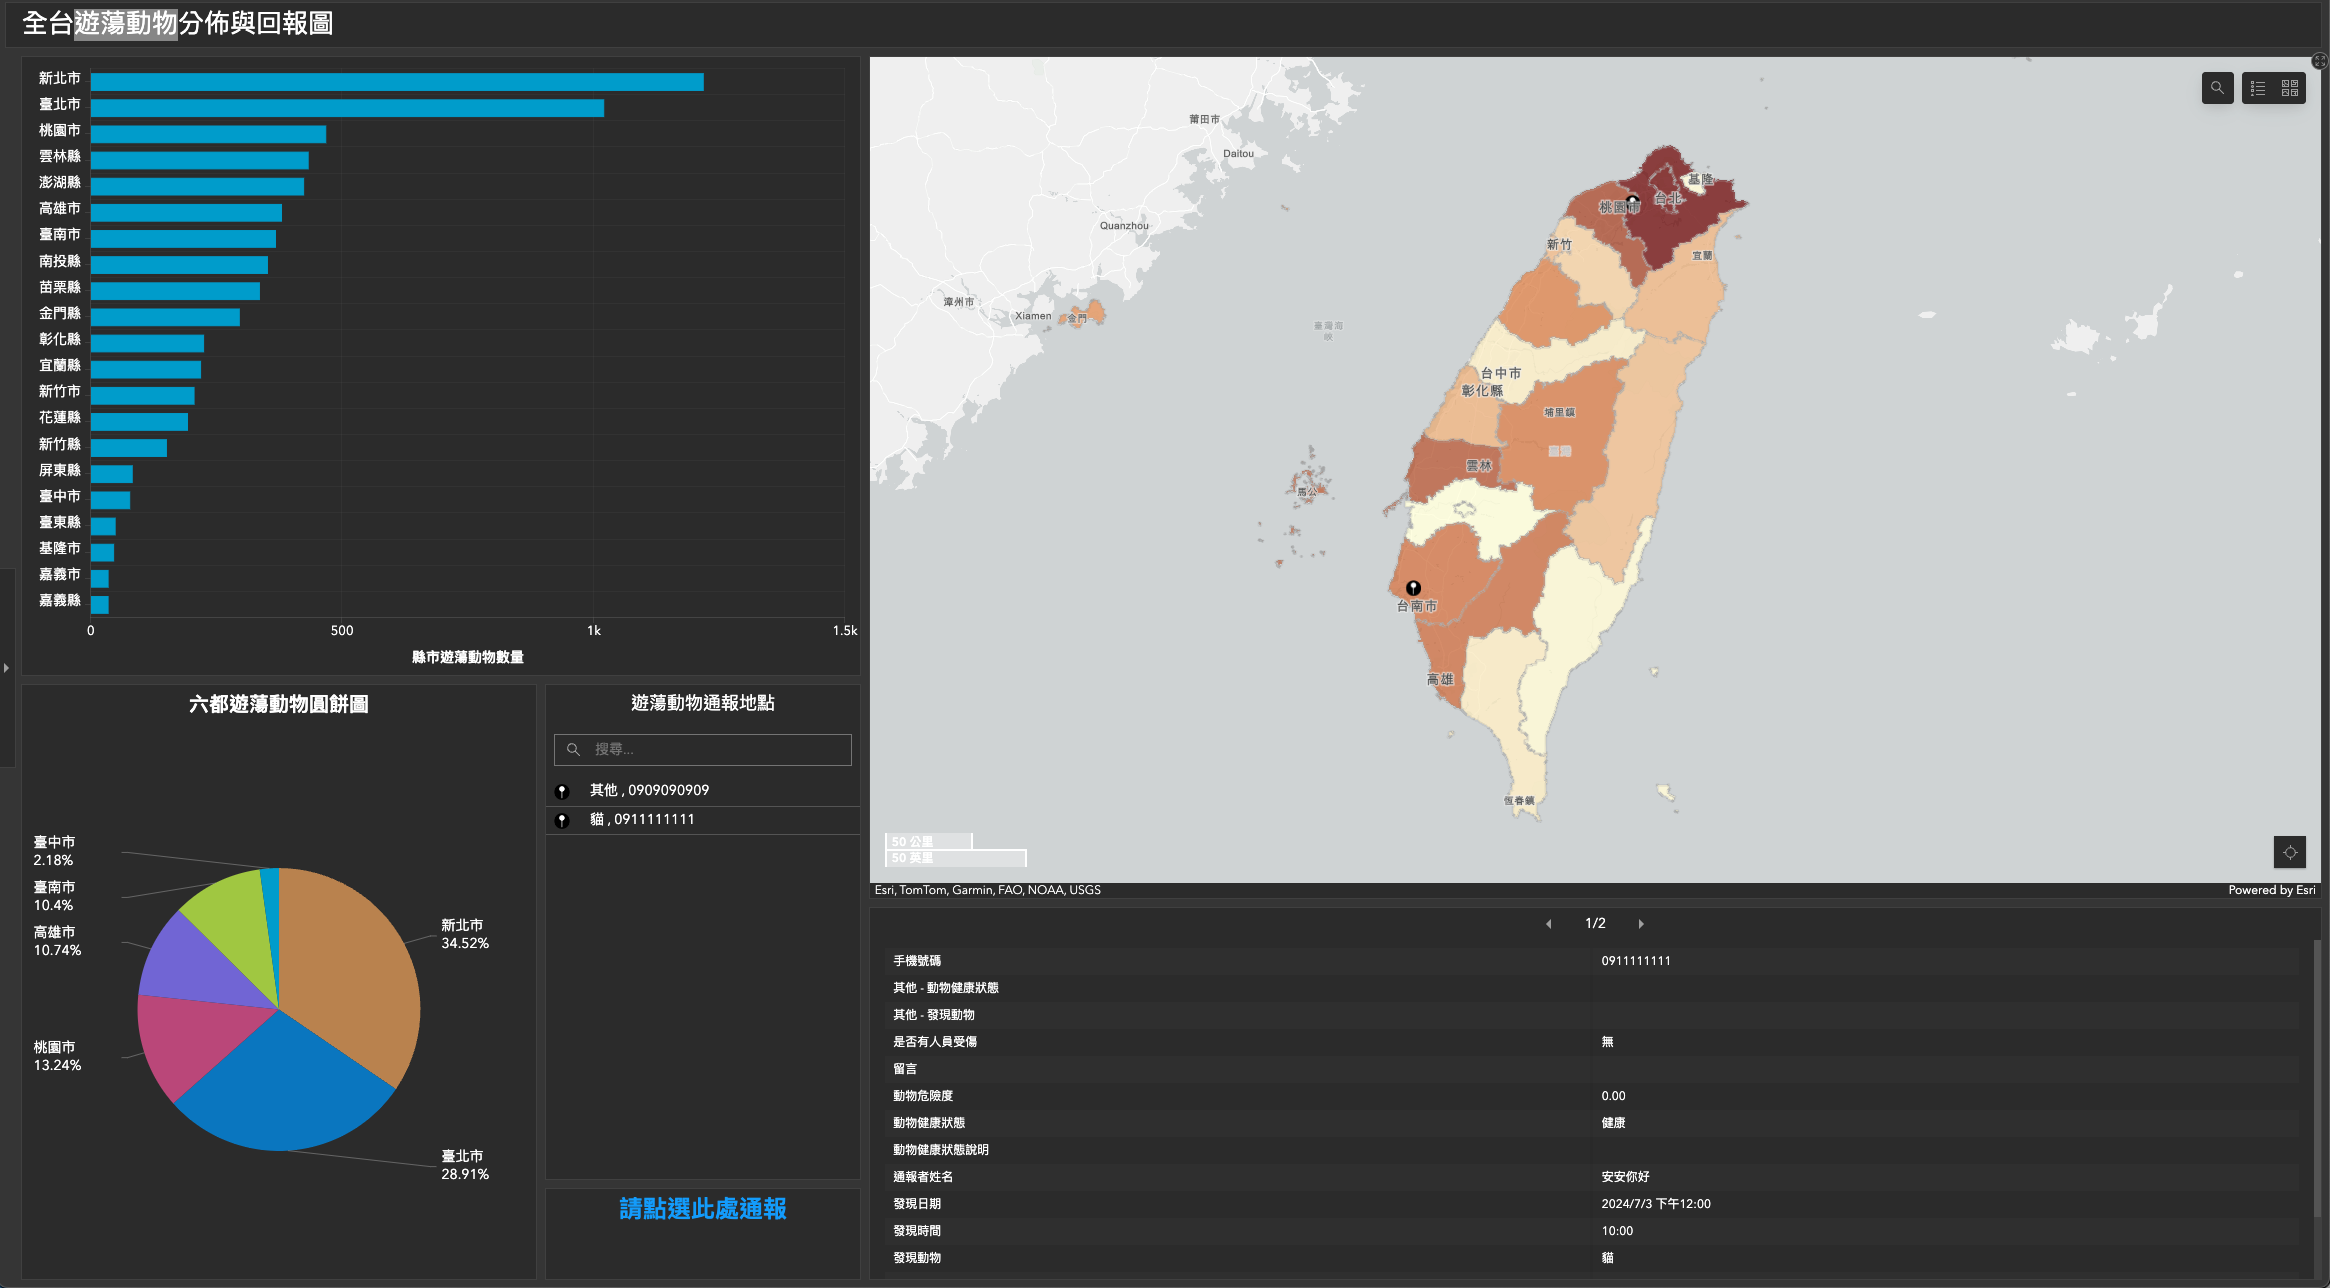 全台遊蕩動物分佈與回報圖
新北市
臺北市
桃園市
雲林縣
澎湖縣
高雄市
臺南市
南投縣
苗栗縣
金門縣
彰化縣
宜蘭縣
新竹市
花蓮縣
新竹縣
屏東縣
臺中市
臺東縣
基隆市
嘉義市
嘉義縣
0
500
1k
1.5k
縣市遊蕩動物數量
六都遊蕩動物圓餅圖
臺中市
2.18%
臺南市
10.4%
高雄市
10.74%
桃園市
13.24%
新北市
34.52%
臺北市
28.91%
遊蕩動物通報地點
搜尋...
其他 , 0909090909
貓 , 0911111111
請點選此處通報
莆田市
Daitou
Quanzhou
漳州市
Xiamen
金門
臺灣海
峽
基隆
台北
桃園市
新竹
宜蘭
台中市
彰化縣
埔里鎮
雲林
馬公
台南市
高雄
恆春鎮
50 公里
50 英里
Esri, TomTom, Garmin, FAO, NOAA, USGS
Powered by Esri
1/2
手機號碼
0911111111
其他 - 動物健康狀態
其他 - 發現動物
是否有人員受傷
無
留言
動物危險度
0.00
動物健康狀態
健康
動物健康狀態說明
通報者姓名
安安你好
發現日期
2024/7/3 下午12:00
發現時間
10:00
發現動物
貓